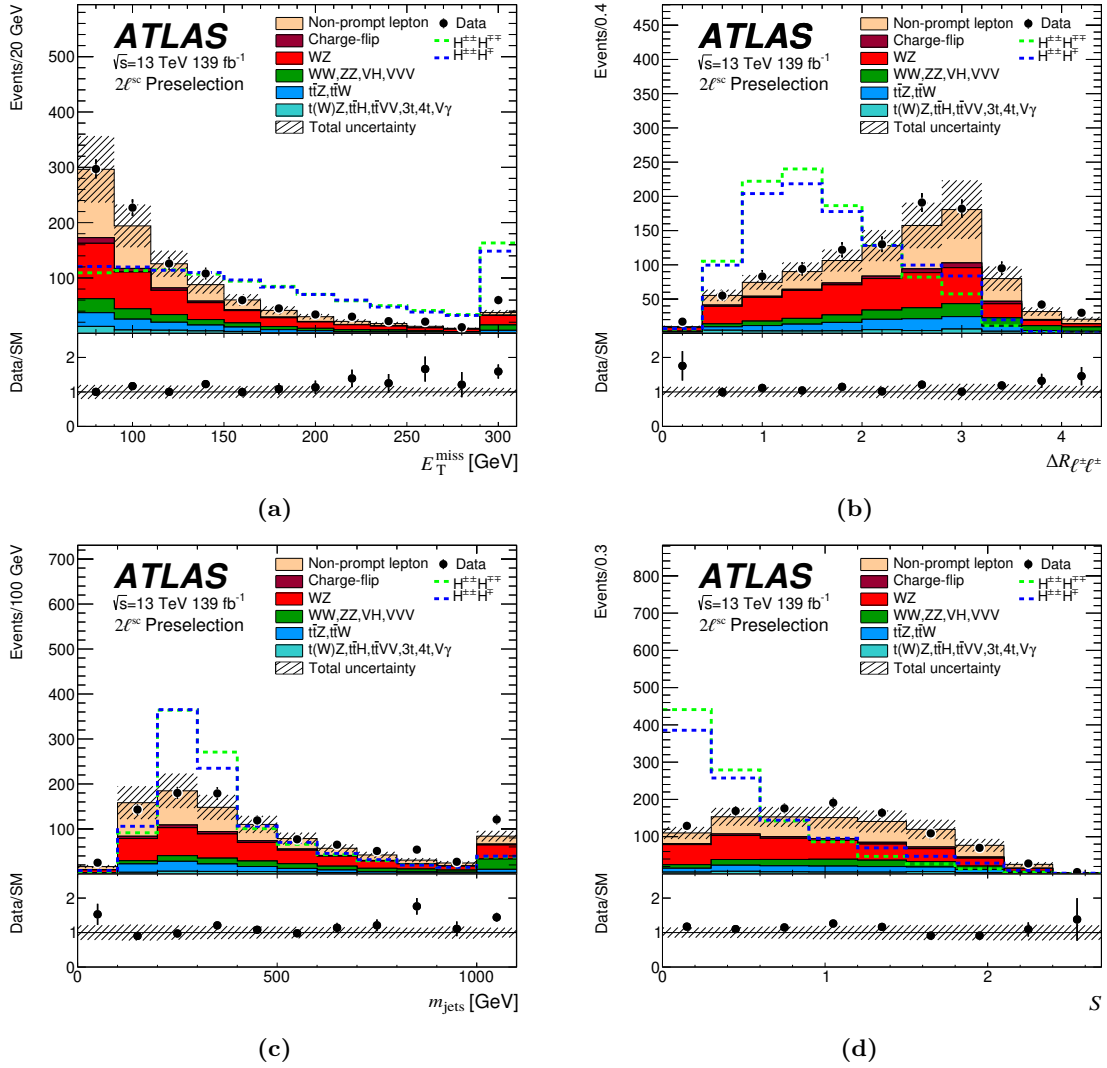 Events/20 GeV
500
400
300
200
100
ATLAS
√s=13 TeV 139 fb⁻¹
2ℓˢᶜ Preselection
Non-prompt lepton
Charge-flip
WZ
WW,ZZ,VH,VVV
tt̄Z,tt̄W
t(W)Z,tt̄H,tt̄VV,3t,4t,Vγ
Total uncertainty
Data
H±±H∓∓
H±±H∓
Data/SM
2
1
0
100 150 200 250 300
E_T^miss [GeV]
(a)
Events/0.4
450
400
350
300
250
200
150
100
50
ATLAS
√s=13 TeV 139 fb⁻¹
2ℓˢᶜ Preselection
Non-prompt lepton
Charge-flip
WZ
WW,ZZ,VH,VVV
tt̄Z,tt̄W
t(W)Z,tt̄H,tt̄VV,3t,4t,Vγ
Total uncertainty
Data
H±±H∓∓
H±±H∓
Data/SM
2
1
0
0 1 2 3 4
ΔR_ℓ±ℓ±
(b)
Events/100 GeV
700
600
500
400
300
200
100
ATLAS
√s=13 TeV 139 fb⁻¹
2ℓˢᶜ Preselection
Non-prompt lepton
Charge-flip
WZ
WW,ZZ,VH,VVV
tt̄Z,tt̄W
t(W)Z,tt̄H,tt̄VV,3t,4t,Vγ
Total uncertainty
Data
H±±H∓∓
H±±H∓
Data/SM
2
1
0
0 500 1000
m_jets [GeV]
(c)
Events/0.3
800
700
600
500
400
300
200
100
ATLAS
√s=13 TeV 139 fb⁻¹
2ℓˢᶜ Preselection
Non-prompt lepton
Charge-flip
WZ
WW,ZZ,VH,VVV
tt̄Z,tt̄W
t(W)Z,tt̄H,tt̄VV,3t,4t,Vγ
Total uncertainty
Data
H±±H∓∓
H±±H∓
Data/SM
2
1
0
0 1 2
S
(d)